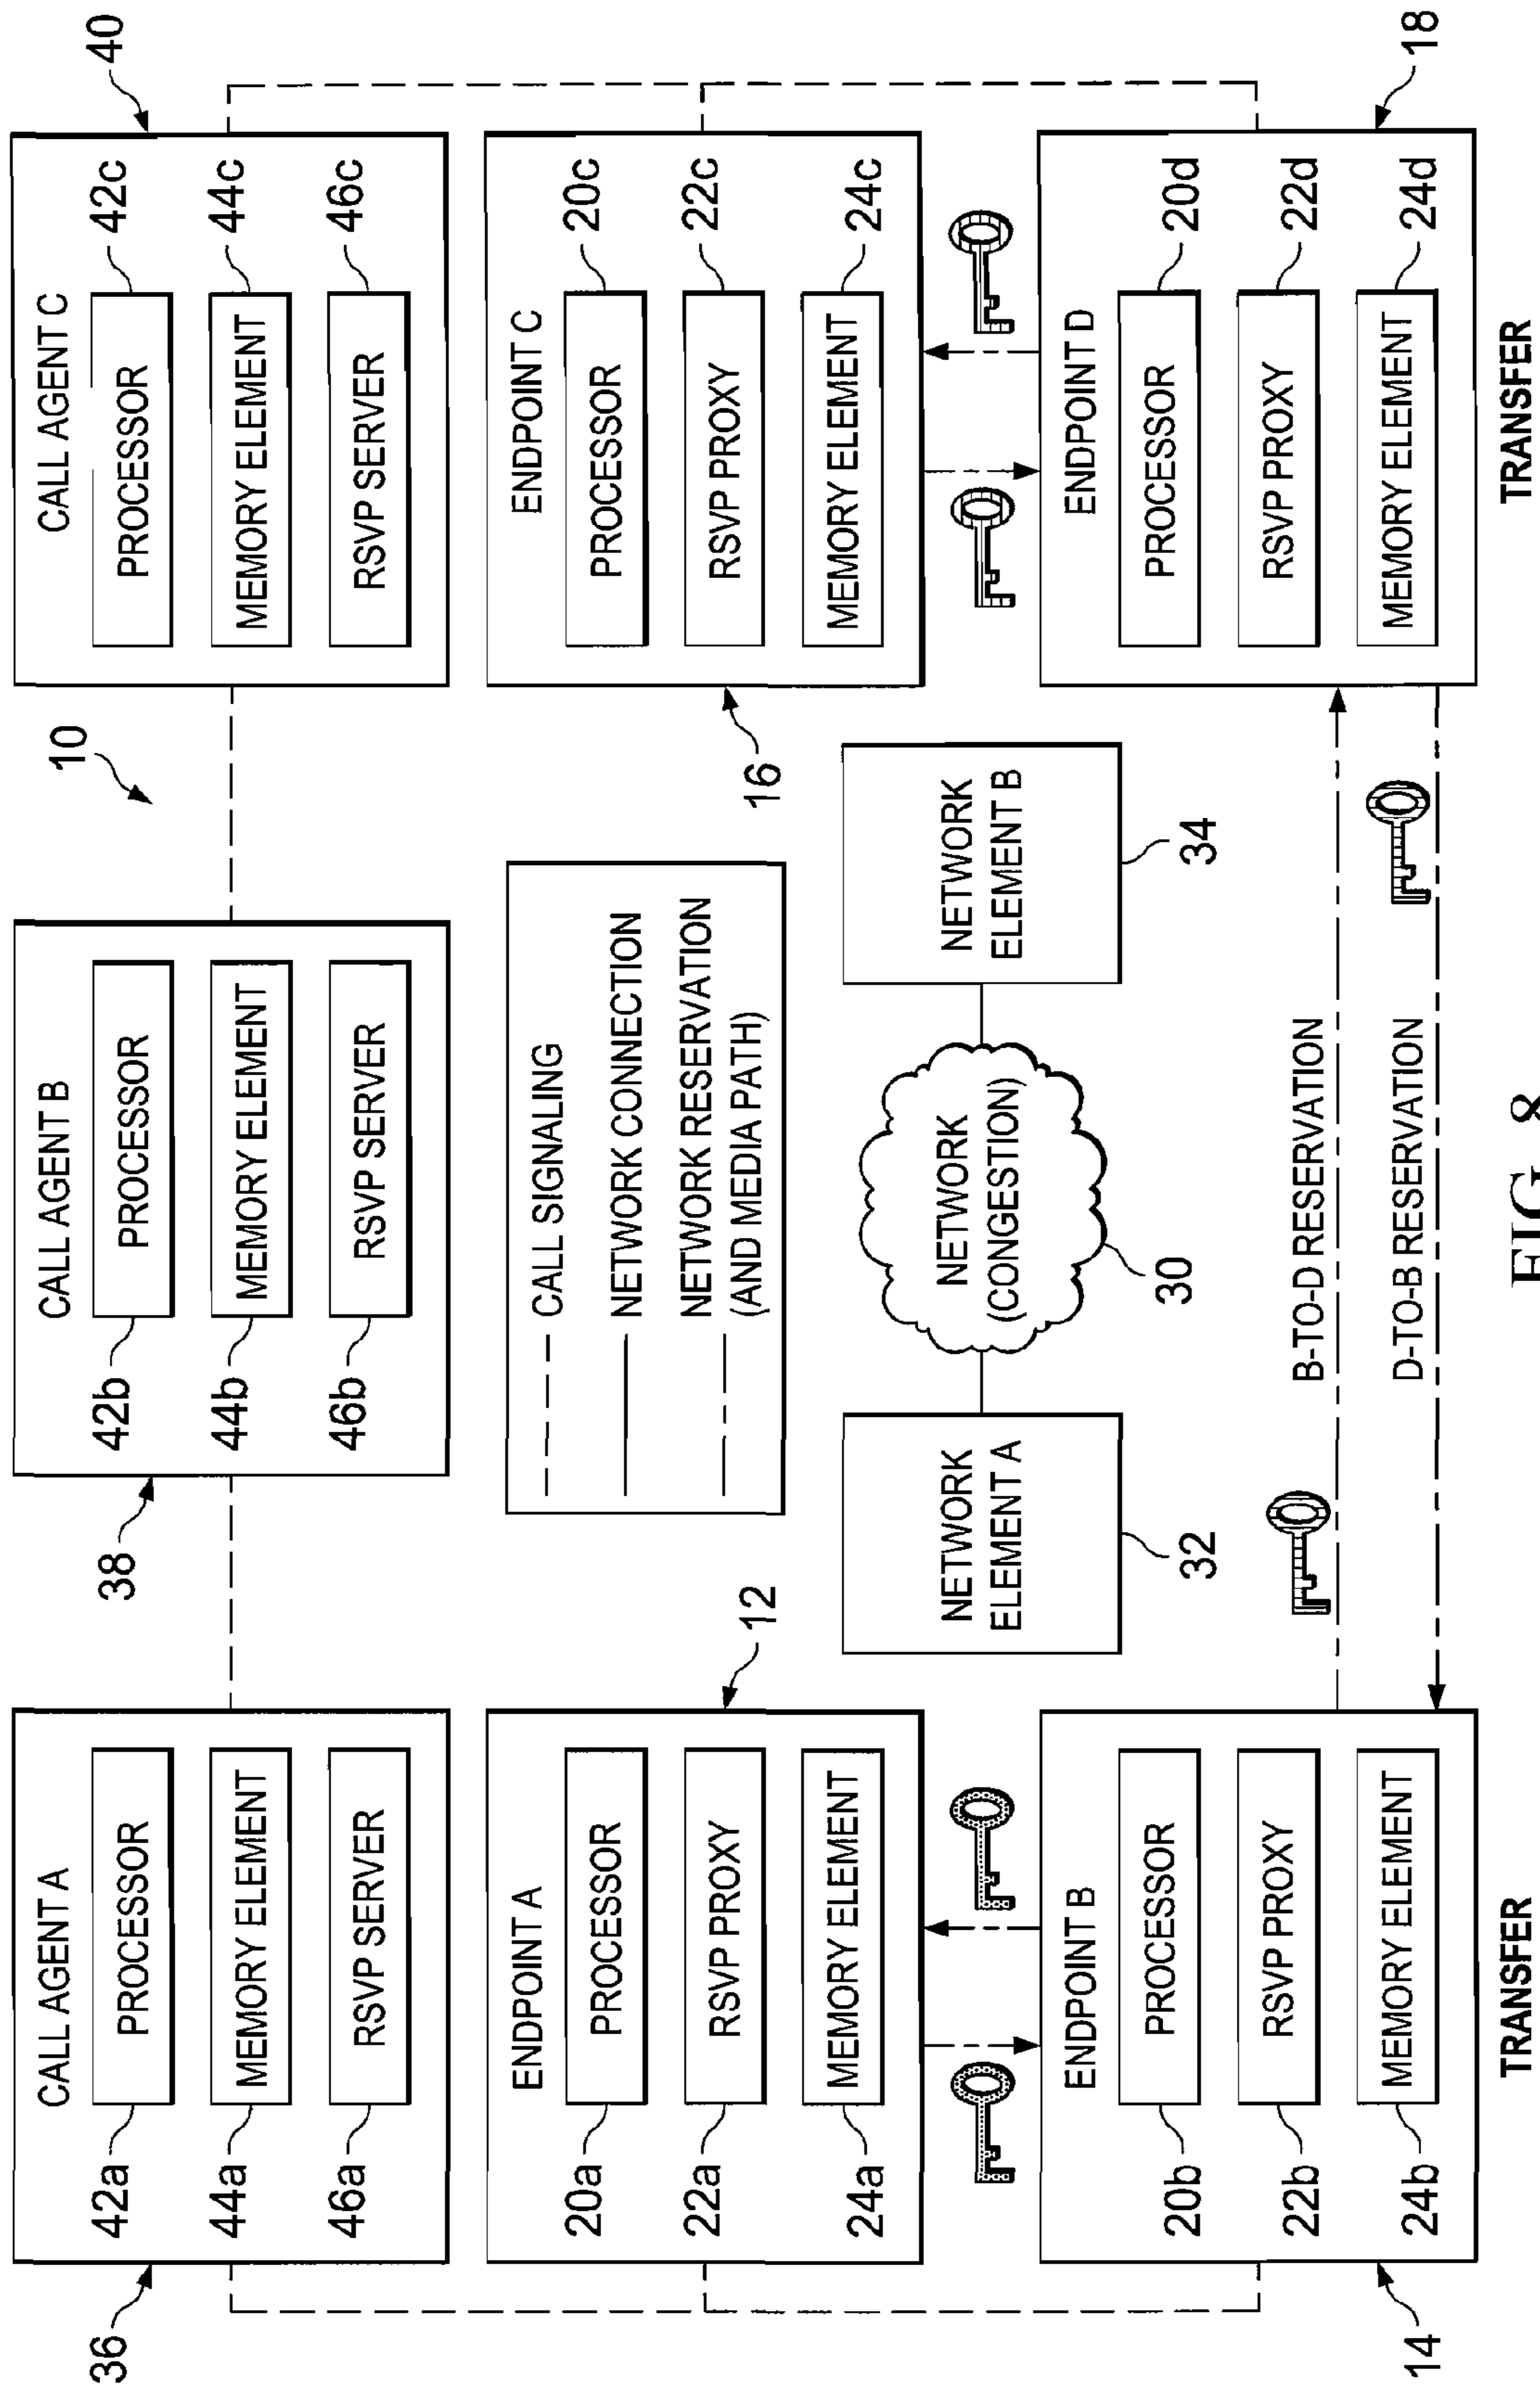 10
36
CALL AGENT A
42a
PROCESSOR
44a
MEMORY ELEMENT
46a
RSVP SERVER
38
CALL AGENT B
42b
PROCESSOR
44b
MEMORY ELEMENT
46b
RSVP SERVER
40
CALL AGENT C
PROCESSOR
42c
MEMORY ELEMENT
44c
RSVP SERVER
46c
ENDPOINT A
12
20a
PROCESSOR
22a
RSVP PROXY
24a
MEMORY ELEMENT
CALL SIGNALING
NETWORK CONNECTION
NETWORK RESERVATION
(AND MEDIA PATH)
16
ENDPOINT C
PROCESSOR
20c
RSVP PROXY
22c
MEMORY ELEMENT
24c
NETWORK
ELEMENT A
32
NETWORK
(CONGESTION)
30
NETWORK
ELEMENT B
34
14
ENDPOINT B
20b
PROCESSOR
22b
RSVP PROXY
24b
MEMORY ELEMENT
TRANSFER
B-TO-D RESERVATION
D-TO-B RESERVATION
18
ENDPOINT D
PROCESSOR
20d
RSVP PROXY
22d
MEMORY ELEMENT
24d
TRANSFER
FIG. 8